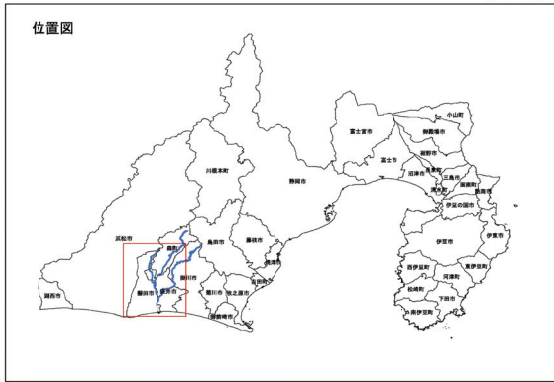 位置図
小山町
御殿場市
富士宮市
裾野市
富士市
沼津市
長泉町
三島市
清水町
函南町
熱海市
川根本町
静岡市
伊豆の国市
伊東市
伊豆市
浜松市
森町
島田市
藤枝市
焼津市
掛川市
西伊豆町
東伊豆町
河津町
吉田町
湖西市
磐田市
袋井市
菊川市
牧之原市
松崎町
下田市
御前崎市
南伊豆町